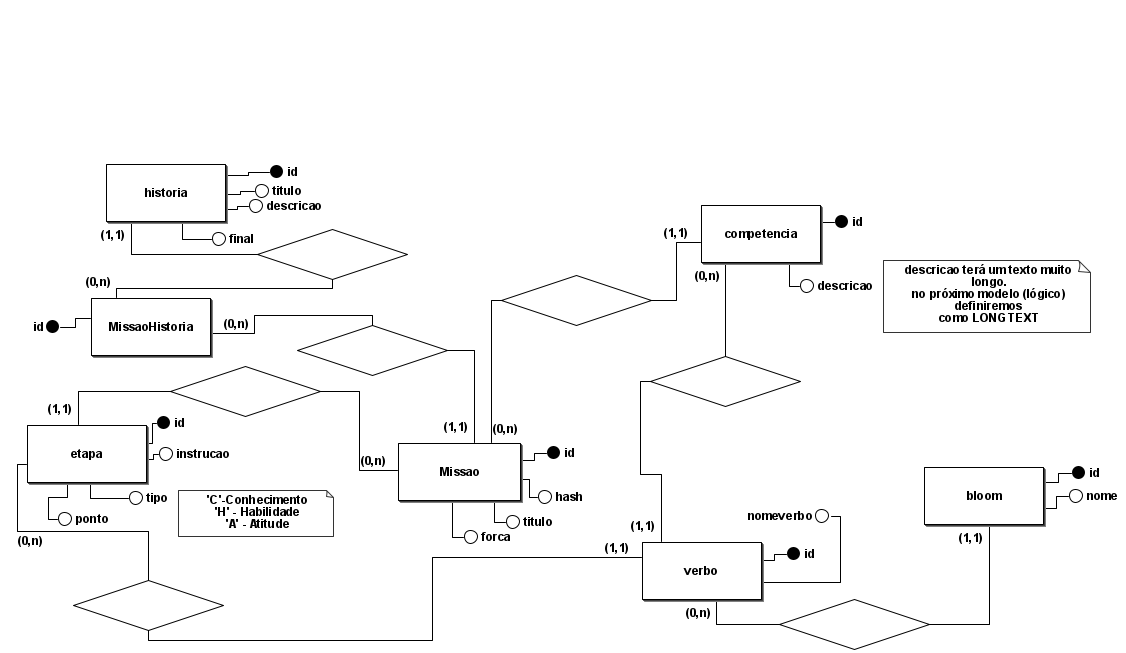 historia
id
titulo
descricao
final
(1,1)
(0,n)
MissaoHistoria
id
(0,n)
(1,1)
competencia
id
(0,n)
descricao
descricao terá um texto muito
longo.
no próximo modelo (lógico)
definiremos
como LONG TEXT
(1,1)
etapa
id
instrucao
tipo
ponto
(0,n)
'C'-Conhecimento
'H' - Habilidade
'A' - Atitude
(0,n)
(1,1)
(0,n)
Missao
id
hash
titulo
forca
(1,1)
(1,1)
verbo
nomeverbo
id
(0,n)
bloom
id
nome
(1,1)